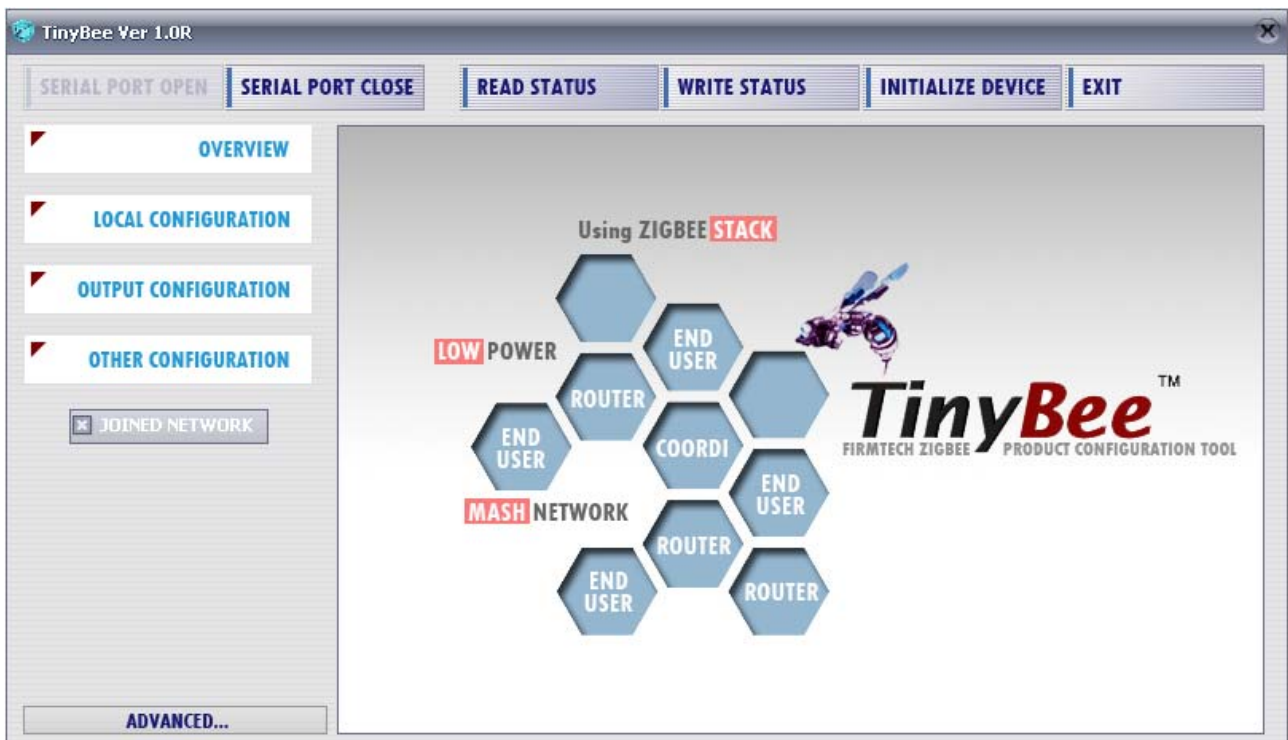 TinyBee Ver 1.0R
SERIAL PORT OPEN
SERIAL PORT CLOSE
READ STATUS
WRITE STATUS
INITIALIZE DEVICE
EXIT
OVERVIEW
LOCAL CONFIGURATION
OUTPUT CONFIGURATION
OTHER CONFIGURATION
JOINED NETWORK
ADVANCED...
Using ZIGBEE STACK
END
USER
LOW POWER
ROUTER
END
USER
COORDI
END
USER
MASH NETWORK
ROUTER
END
USER
ROUTER
TinyBee™
FIRMTECH ZIGBEE PRODUCT CONFIGURATION TOOL